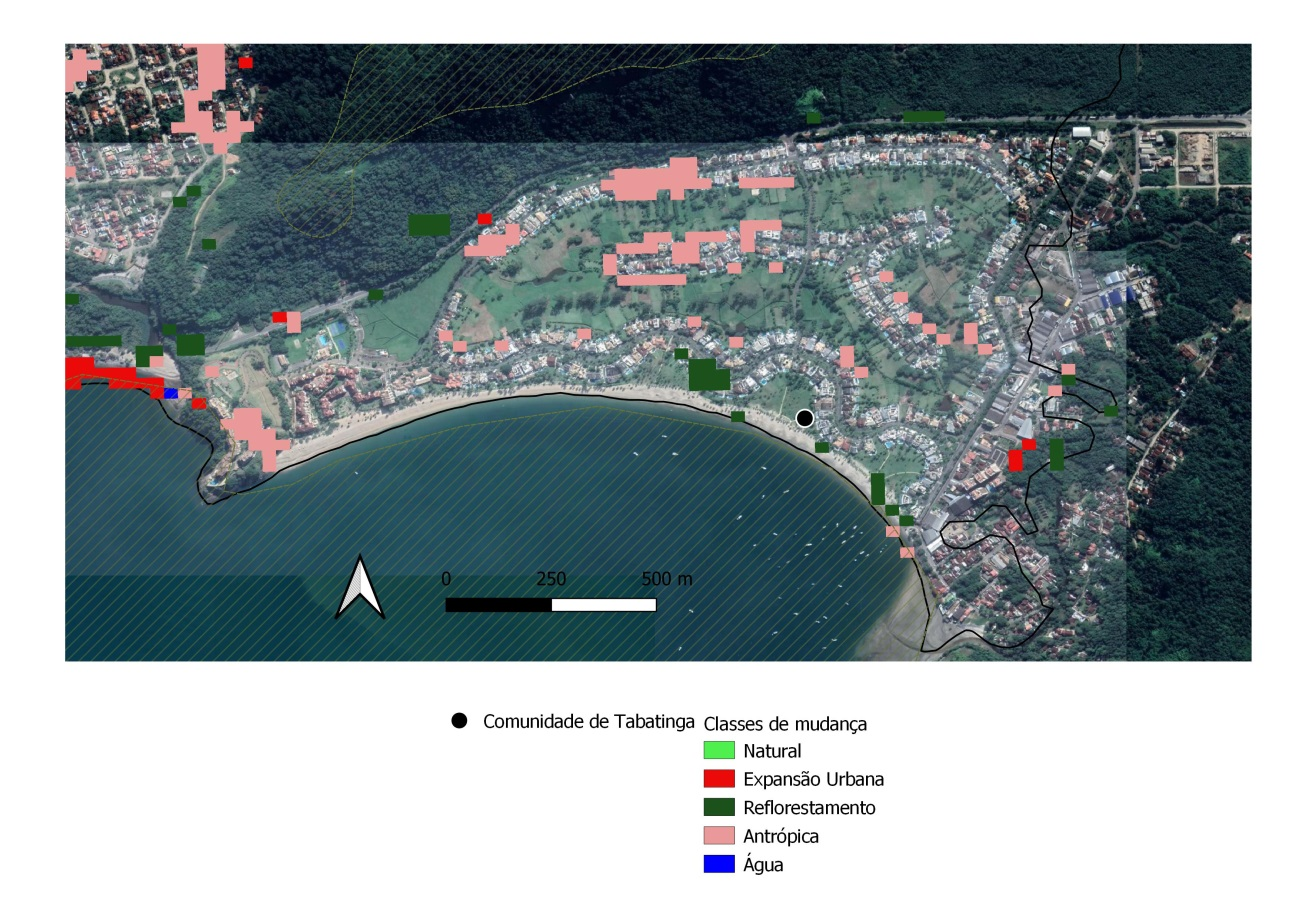 0 250 500 m
Comunidade de Tabatinga
Classes de mudança
Natural
Expansão Urbana
Reflorestamento
Antrópica
Água